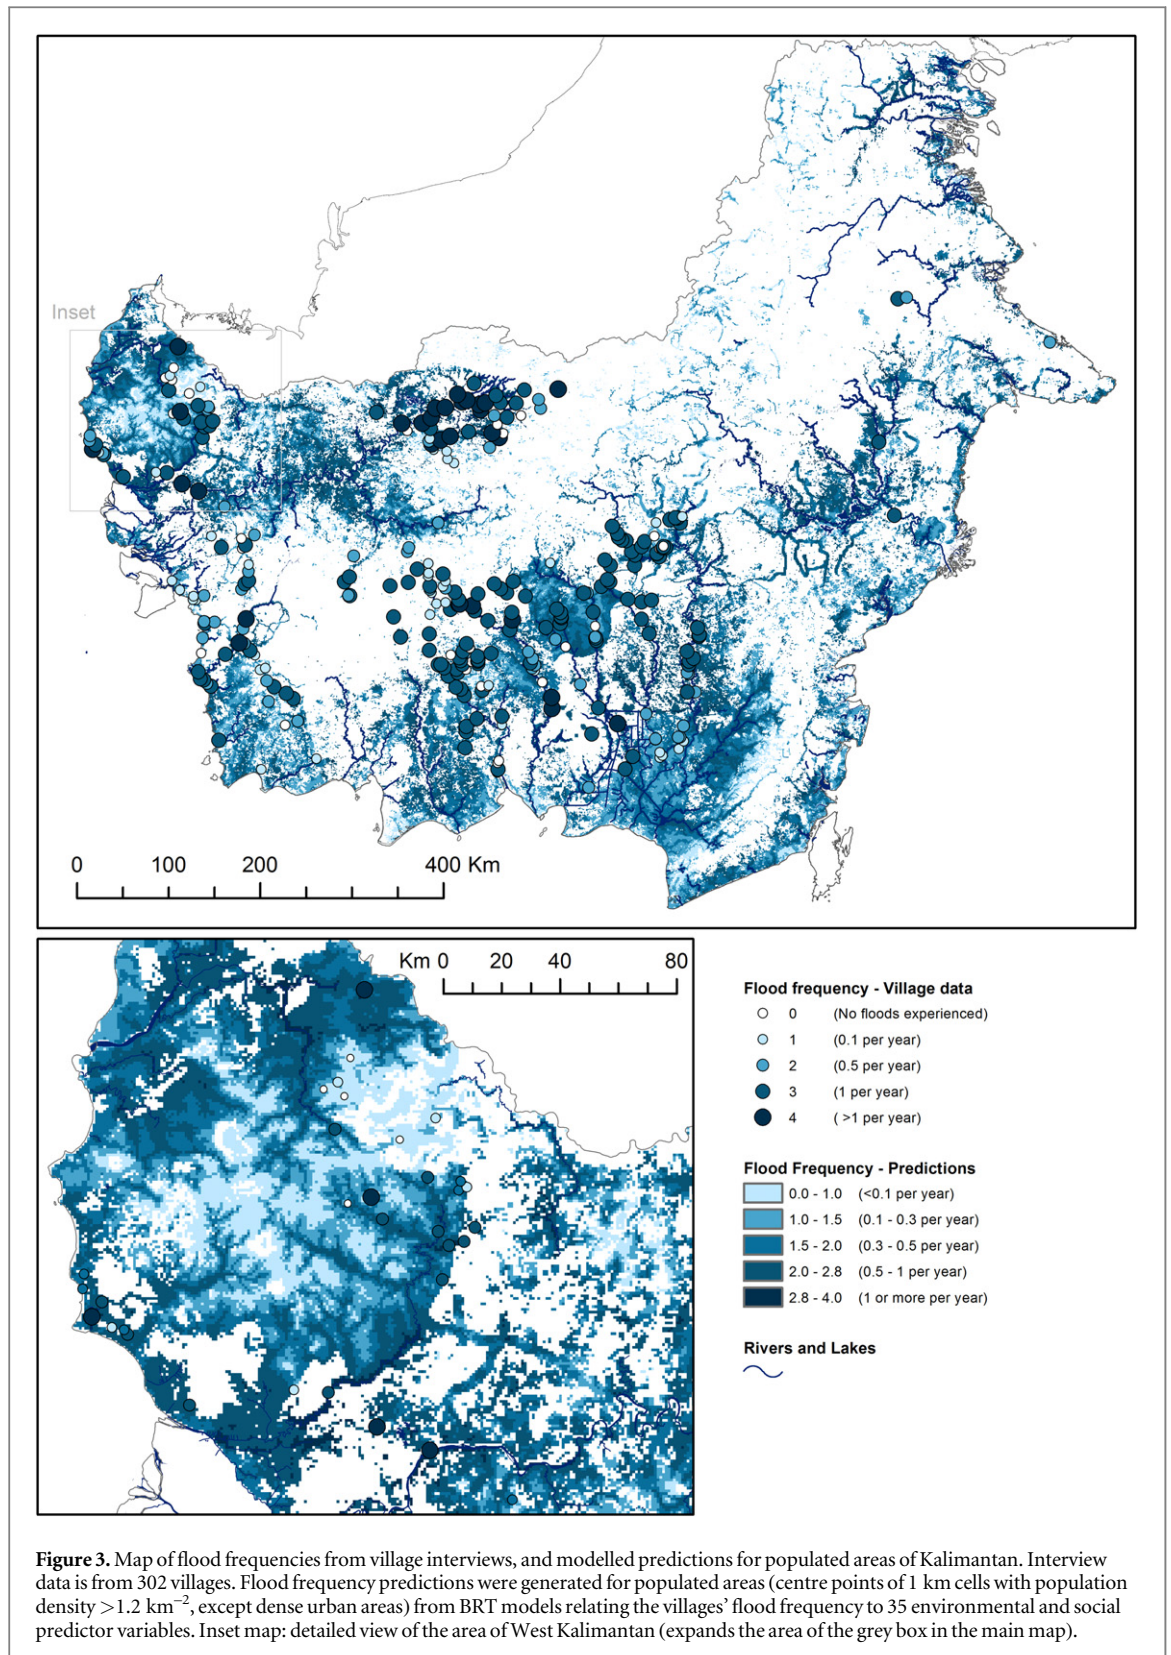 Inset
0 100 200 400 Km
Km 0 20 40 80
Flood frequency - Village data
0 (No floods experienced)
1 (0.1 per year)
2 (0.5 per year)
3 (1 per year)
4 ( >1 per year)
Flood Frequency - Predictions
0.0 - 1.0 (<0.1 per year)
1.0 - 1.5 (0.1 - 0.3 per year)
1.5 - 2.0 (0.3 - 0.5 per year)
2.0 - 2.8 (0.5 - 1 per year)
2.8 - 4.0 (1 or more per year)
Rivers and Lakes
Figure 3. Map of flood frequencies from village interviews, and modelled predictions for populated areas of Kalimantan. Interview
data is from 302 villages. Flood frequency predictions were generated for populated areas (centre points of 1 km cells with population
density >1.2 km⁻², except dense urban areas) from BRT models relating the villages' flood frequency to 35 environmental and social
predictor variables. Inset map: detailed view of the area of West Kalimantan (expands the area of the grey box in the main map).